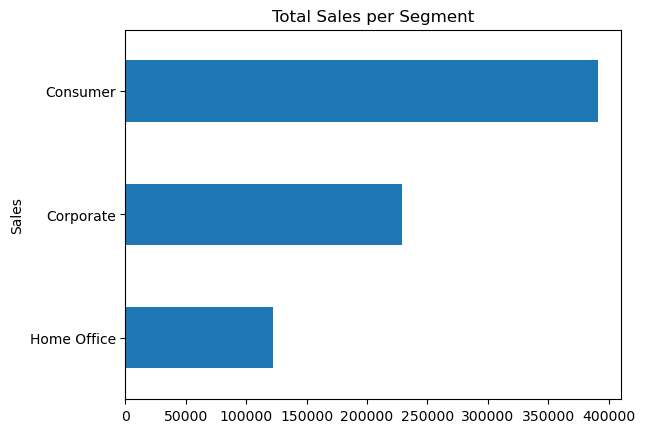 Total Sales per Segment
Consumer
Corporate
Home Office
Sales
0 50000 100000 150000 200000 250000 300000 350000 400000